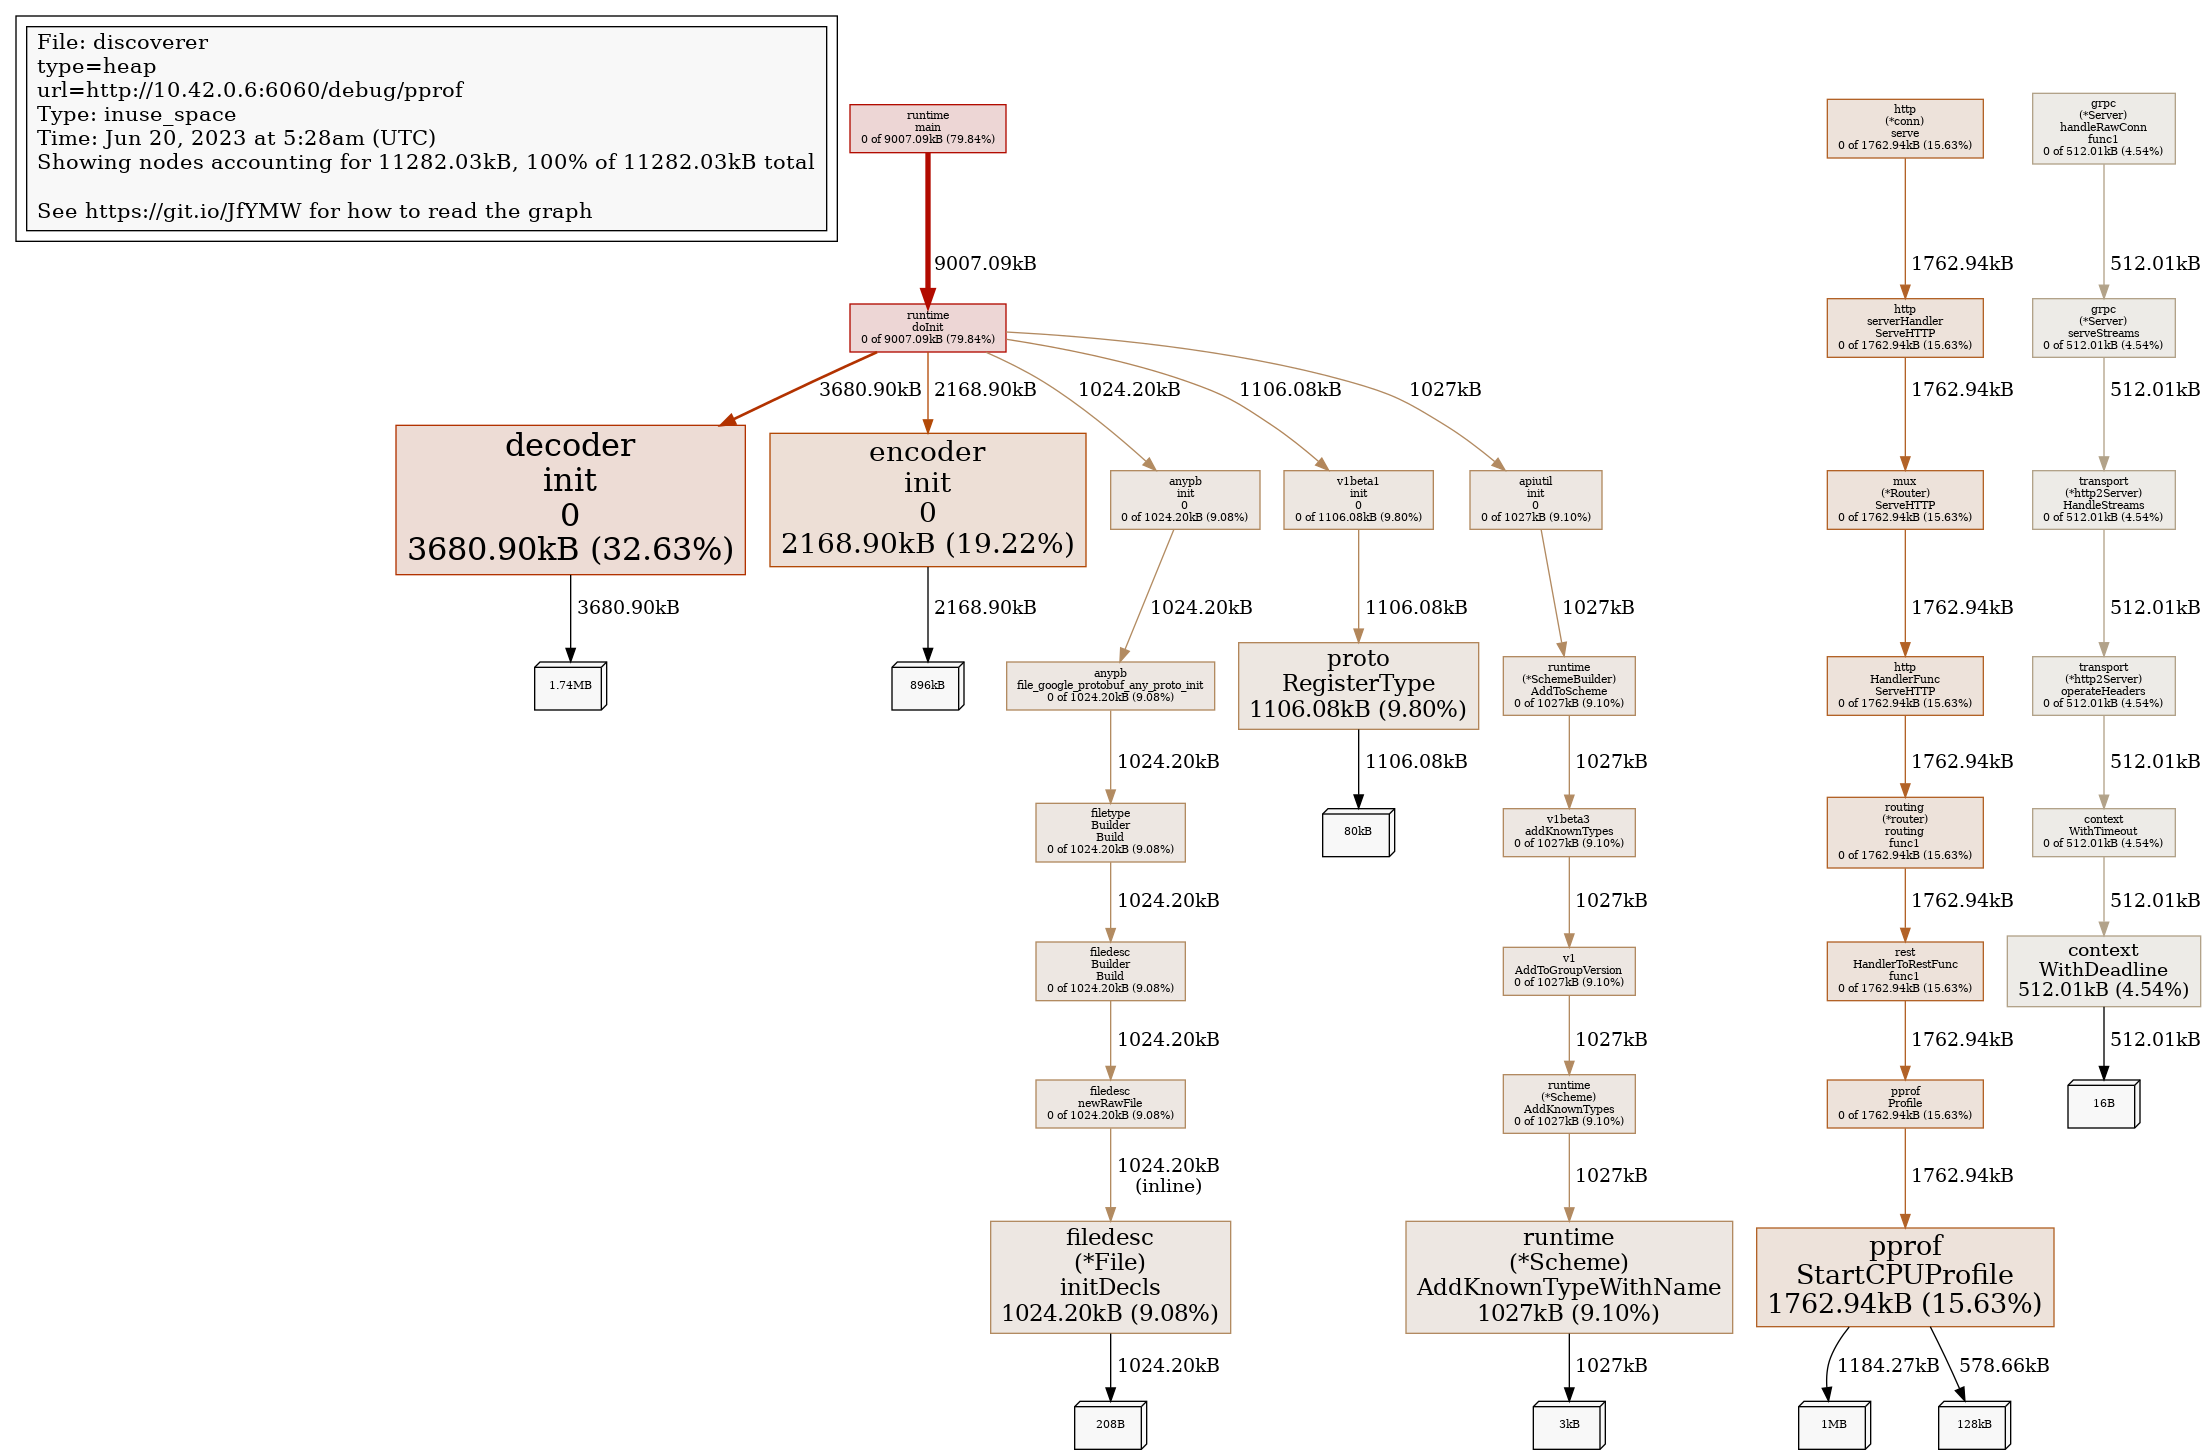 File: discoverer
type=heap
url=http://10.42.0.6:6060/debug/pprof
Type: inuse_space
Time: Jun 20, 2023 at 5:28am (UTC)
Showing nodes accounting for 11282.03kB, 100% of 11282.03kB total
See https://git.io/JfYMW for how to read the graph
runtime
main
0 of 9007.09kB (79.84%)
http
(*conn)
serve
0 of 1762.94kB (15.63%)
grpc
(*Server)
handleRawConn
func1
0 of 512.01kB (4.54%)
9007.09kB
1762.94kB
512.01kB
runtime
doInit
0 of 9007.09kB (79.84%)
http
serverHandler
ServeHTTP
0 of 1762.94kB (15.63%)
grpc
(*Server)
serveStreams
0 of 512.01kB (4.54%)
3680.90kB
2168.90kB
1024.20kB
1106.08kB
1027kB
1762.94kB
512.01kB
decoder
init
0
3680.90kB (32.63%)
encoder
init
0
2168.90kB (19.22%)
anypb
init
0
0 of 1024.20kB (9.08%)
v1beta1
init
0
0 of 1106.08kB (9.80%)
apiutil
init
0
0 of 1027kB (9.10%)
mux
(*Router)
ServeHTTP
0 of 1762.94kB (15.63%)
transport
(*http2Server)
HandleStreams
0 of 512.01kB (4.54%)
3680.90kB
2168.90kB
1024.20kB
1106.08kB
1027kB
1762.94kB
512.01kB
1.74MB
896kB
anypb
file_google_protobuf_any_proto_init
0 of 1024.20kB (9.08%)
proto
RegisterType
1106.08kB (9.80%)
runtime
(*SchemeBuilder)
AddToScheme
0 of 1027kB (9.10%)
http
HandlerFunc
ServeHTTP
0 of 1762.94kB (15.63%)
transport
(*http2Server)
operateHeaders
0 of 512.01kB (4.54%)
1024.20kB
1106.08kB
1027kB
1762.94kB
512.01kB
filetype
Builder
Build
0 of 1024.20kB (9.08%)
80kB
v1beta3
addKnownTypes
0 of 1027kB (9.10%)
routing
(*router)
routing
func1
0 of 1762.94kB (15.63%)
context
WithTimeout
0 of 512.01kB (4.54%)
1024.20kB
1027kB
1762.94kB
512.01kB
filedesc
Builder
Build
0 of 1024.20kB (9.08%)
v1
AddToGroupVersion
0 of 1027kB (9.10%)
rest
HandlerToRestFunc
func1
0 of 1762.94kB (15.63%)
context
WithDeadline
512.01kB (4.54%)
1024.20kB
1027kB
1762.94kB
512.01kB
filedesc
newRawFile
0 of 1024.20kB (9.08%)
runtime
(*Scheme)
AddKnownTypes
0 of 1027kB (9.10%)
pprof
Profile
0 of 1762.94kB (15.63%)
16B
1024.20kB
(inline)
1027kB
1762.94kB
filedesc
(*File)
initDecls
1024.20kB (9.08%)
runtime
(*Scheme)
AddKnownTypeWithName
1027kB (9.10%)
pprof
StartCPUProfile
1762.94kB (15.63%)
1024.20kB
1027kB
1184.27kB
578.66kB
208B
3kB
1MB
128kB